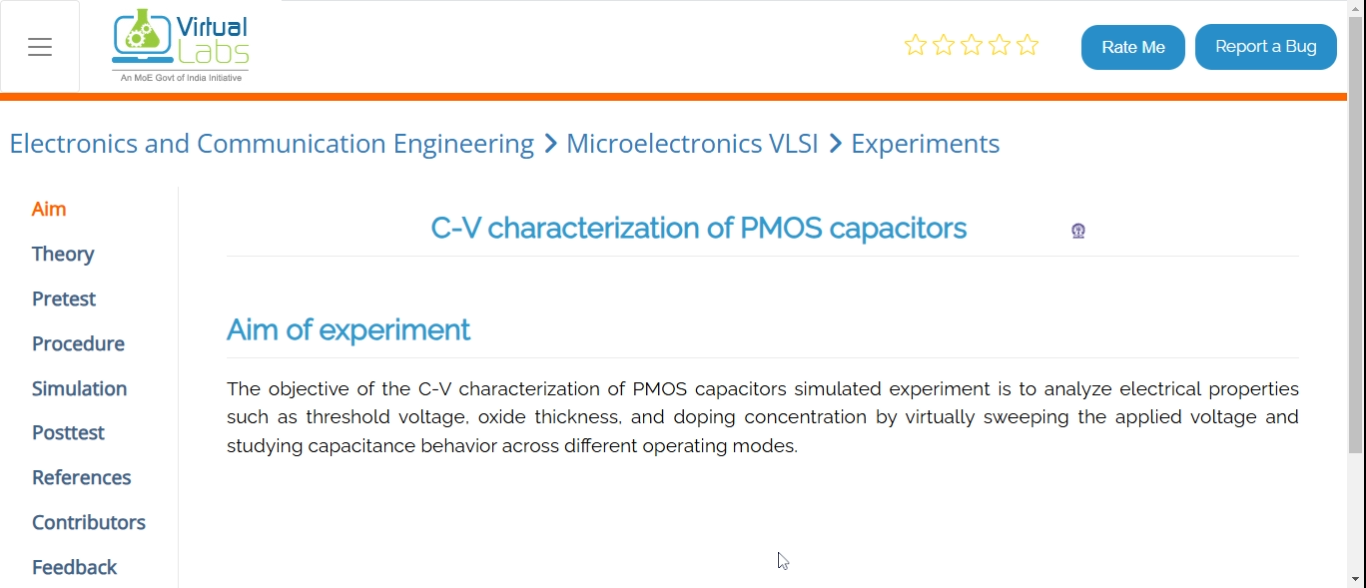 Virtual
Labs
An MoE Govt of India Initiative
Rate Me
Report a Bug
Electronics and Communication Engineering > Microelectronics VLSI > Experiments
Aim
Theory
Pretest
Procedure
Simulation
Posttest
References
Contributors
Feedback
C-V characterization of PMOS capacitors
Aim of experiment
The objective of the C-V characterization of PMOS capacitors simulated experiment is to analyze electrical properties
such as threshold voltage, oxide thickness, and doping concentration by virtually sweeping the applied voltage and
studying capacitance behavior across different operating modes.